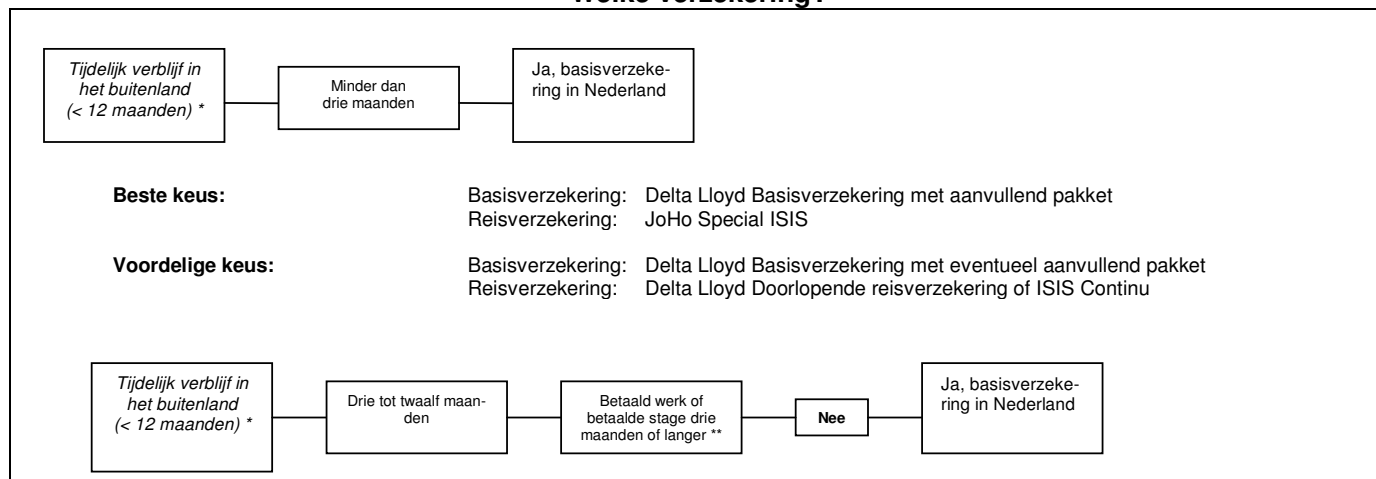 Welke verzekering?
Tijdelijk verblijf in
het buitenland
(< 12 maanden) *
Minder dan
drie maanden
Ja, basisverzeke-
ring in Nederland
Beste keus: Basisverzekering: Delta Lloyd Basisverzekering met aanvullend pakket
Reisverzekering: JoHo Special ISIS
Voordelige keus: Basisverzekering: Delta Lloyd Basisverzekering met eventueel aanvullend pakket
Reisverzekering: Delta Lloyd Doorlopende reisverzekering of ISIS Continu
Tijdelijk verblijf in
het buitenland
(< 12 maanden) *
Drie tot twaalf maan-
den
Betaald werk of
betaalde stage drie
maanden of langer **
Nee
Ja, basisverzeke-
ring in Nederland